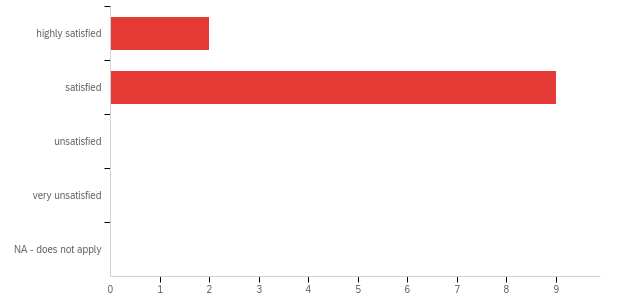 highly satisfied
satisfied
unsatisfied
very unsatisfied
NA - does not apply
0 1 2 3 4 5 6 7 8 9